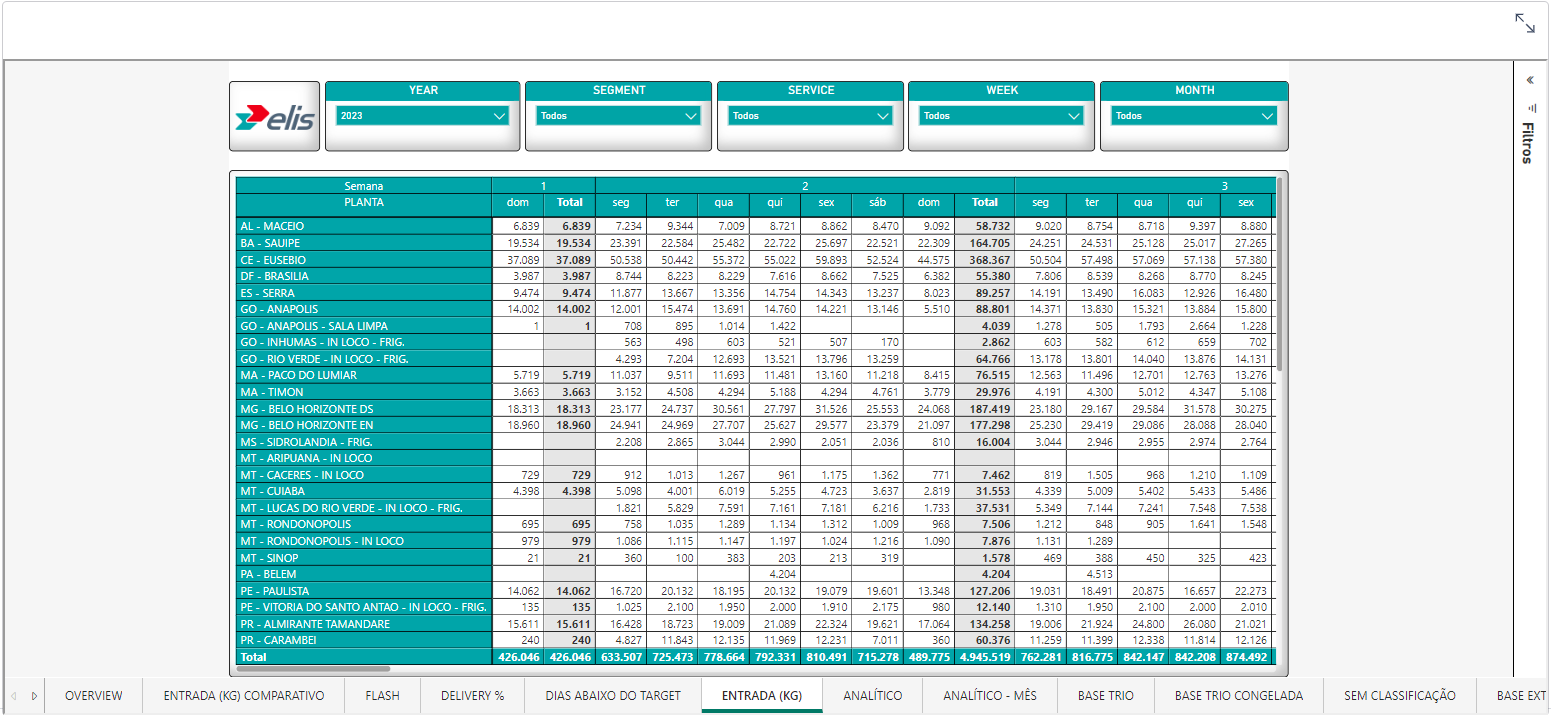 elis
YEAR SEGMENT SERVICE WEEK MONTH
2023 Todos Todos Todos Todos
Filtros
Semana 1 2 3
PLANTA dom Total seg ter qua qui sex sáb dom Total seg ter qua qui sex
AL - MACEIO 6.839 6.839 7.234 9.344 7.009 8.721 8.862 8.470 9.092 58.732 9.020 8.754 8.718 9.397 8.880
BA - SAUIPE 19.534 19.534 23.391 22.584 25.482 22.722 25.697 22.521 22.309 164.705 24.251 24.531 25.128 25.017 27.265
CE - EUSEBIO 37.089 37.089 50.538 50.442 55.372 55.022 59.893 52.524 44.575 368.367 50.504 57.498 57.069 57.138 57.380
DF - BRASILIA 3.987 3.987 8.744 8.223 8.229 7.616 8.662 7.525 6.382 55.380 7.806 8.539 8.268 8.770 8.245
ES - SERRA 9.474 9.474 11.877 13.667 13.356 14.754 14.343 13.237 8.023 89.257 14.191 13.490 16.083 12.926 16.480
GO - ANAPOLIS 14.002 14.002 12.001 15.474 13.691 14.760 14.221 13.146 5.510 88.801 14.371 13.830 15.321 13.884 15.800
GO - ANAPOLIS - SALA LIMPA 1 1 708 895 1.014 1.422 4.039 1.278 505 1.793 2.664 1.228
GO - INHUMAS - IN LOCO - FRIG. 563 498 603 521 507 170 2.862 603 582 612 659 702
GO - RIO VERDE - IN LOCO - FRIG. 4.293 7.204 12.693 13.521 13.796 13.259 64.766 13.178 13.801 14.040 13.876 14.131
MA - PACO DO LUMIAR 5.719 5.719 11.037 9.511 11.693 11.481 13.160 11.218 8.415 76.515 12.563 11.496 12.701 12.763 13.276
MA - TIMON 3.663 3.663 3.152 4.508 4.294 5.188 4.294 4.761 3.779 29.976 4.191 4.300 5.012 4.347 5.108
MG - BELO HORIZONTE DS 18.313 18.313 23.177 24.737 30.561 27.797 31.526 25.553 24.068 187.419 23.180 29.167 29.584 31.578 30.275
MG - BELO HORIZONTE EN 18.960 18.960 24.941 24.969 27.707 25.627 29.577 23.379 21.097 177.298 25.230 29.419 29.086 28.088 28.040
MS - SIDROLANDIA - FRIG. 2.208 2.865 3.044 2.990 2.051 2.036 810 16.004 3.044 2.946 2.955 2.974 2.764
MT - ARIPUANA - IN LOCO
MT - CACERES - IN LOCO 729 729 912 1.013 1.267 961 1.175 1.362 771 7.462 819 1.505 968 1.210 1.109
MT - CUIABA 4.398 4.398 5.098 4.001 6.019 5.255 4.723 3.637 2.819 31.553 4.339 5.009 5.402 5.433 5.486
MT - LUCAS DO RIO VERDE - IN LOCO - FRIG. 1.821 5.829 7.591 7.161 7.181 6.216 1.733 37.531 5.349 7.144 7.241 7.548 7.538
MT - RONDONOPOLIS 695 695 758 1.035 1.289 1.134 1.312 1.009 968 7.506 1.212 848 905 1.641 1.548
MT - RONDONOPOLIS - IN LOCO 979 979 1.086 1.115 1.147 1.197 1.024 1.216 1.090 7.876 1.131 1.289
MT - SINOP 21 21 360 100 383 203 213 319 1.578 469 388 450 325 423
PA - BELEM 4.204 4.204 4.513
PE - PAULISTA 14.062 14.062 16.720 20.132 18.195 20.132 19.079 19.601 13.348 127.206 19.031 18.491 20.875 16.657 22.273
PE - VITORIA DO SANTO ANTAO - IN LOCO - FRIG. 135 135 1.025 2.100 1.950 2.000 1.910 2.175 980 12.140 1.310 1.950 2.100 2.000 2.010
PR - ALMIRANTE TAMANDARE 15.611 15.611 16.428 18.723 19.009 21.089 22.324 19.621 17.064 134.258 19.006 21.924 24.800 26.080 21.021
PR - CARAMBEI 240 240 4.827 11.843 12.135 11.969 12.231 7.011 360 60.376 11.259 11.399 12.338 11.814 12.126
Total 426.046 426.046 633.507 725.473 778.664 792.331 810.491 715.278 489.775 4.945.519 762.281 816.775 842.147 842.208 874.492
OVERVIEW ENTRADA (KG) COMPARATIVO FLASH DELIVERY % DIAS ABAIXO DO TARGET ENTRADA (KG) ANALÍTICO ANALÍTICO - MÊS BASE TRIO BASE TRIO CONGELADA SEM CLASSIFICAÇÃO BASE EXT